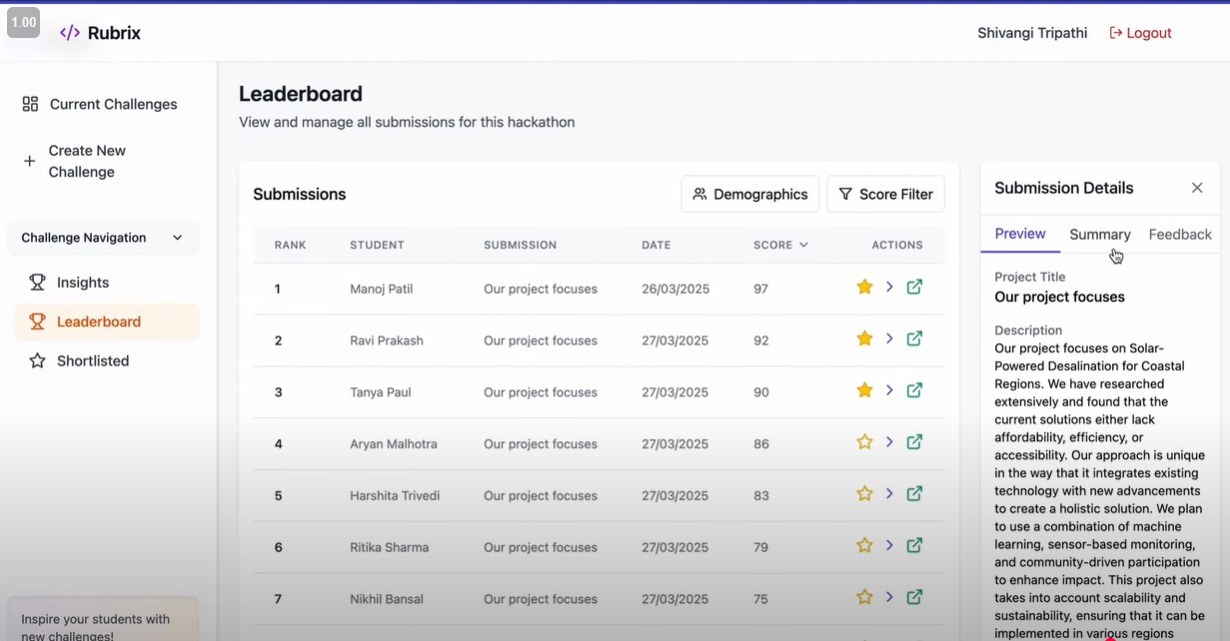 1.00
</> Rubrix
Shivangi Tripathi
Logout
Current Challenges
Create New
Challenge
Challenge Navigation
Insights
Leaderboard
Shortlisted
Inspire your students with
new challenges!
Leaderboard
View and manage all submissions for this hackathon
Submissions
Demographics
Score Filter
RANK STUDENT SUBMISSION DATE SCORE ACTIONS
1 Manoj Patil Our project focuses 26/03/2025 97
2 Ravi Prakash Our project focuses 27/03/2025 92
3 Tanya Paul Our project focuses 27/03/2025 90
4 Aryan Malhotra Our project focuses 27/03/2025 86
5 Harshita Trivedi Our project focuses 27/03/2025 83
6 Ritika Sharma Our project focuses 27/03/2025 79
7 Nikhil Bansal Our project focuses 27/03/2025 75
Submission Details
Preview Summary Feedback
Project Title
Our project focuses
Description
Our project focuses on Solar-
Powered Desalination for Coastal
Regions. We have researched
extensively and found that the
current solutions either lack
affordability, efficiency, or
accessibility. Our approach is unique
in the way that it integrates existing
technology with new advancements
to create a holistic solution. We plan
to use a combination of machine
learning, sensor-based monitoring,
and community-driven participation
to enhance impact. This project also
takes into account scalability and
sustainability, ensuring that it can be
implemented in various regions